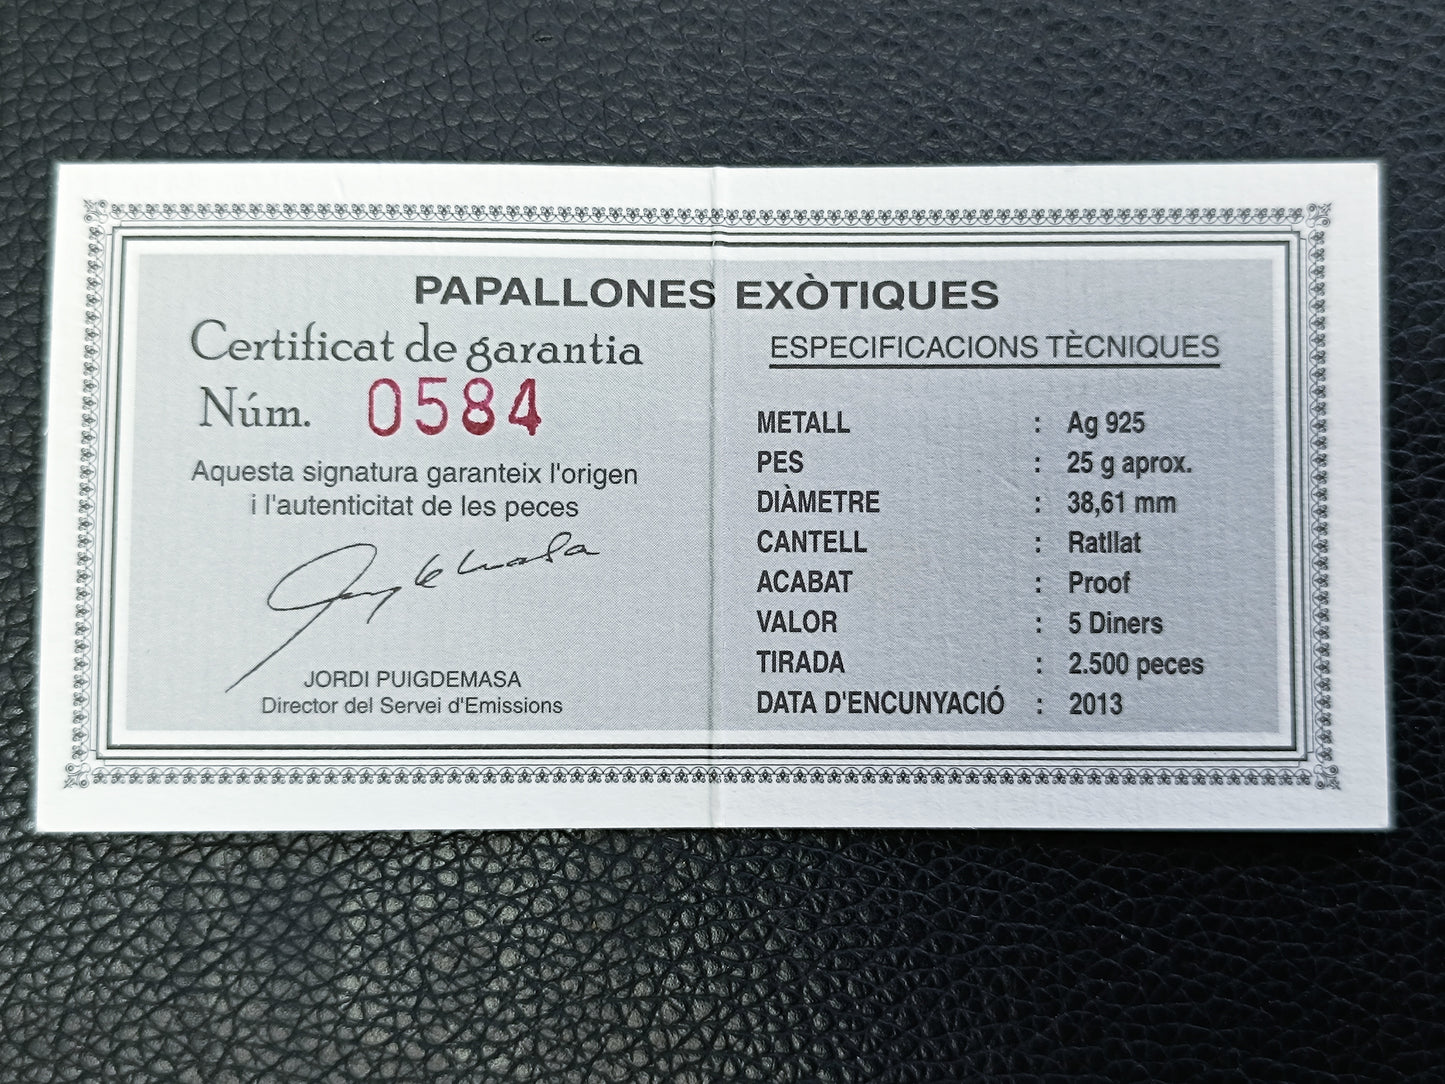 PAPALLONES EXÒTIQUES
Certificat de garantia
Núm. 0584
Aquesta signatura garanteix l'origen
i l'autenticitat de les peces
JORDI PUIGDEMASA
Director del Servei d'Emissions
ESPECIFICACIONS TÈCNIQUES
METALL : Ag 925
PES : 25 g aprox.
DIÀMETRE : 38,61 mm
CANTELL : Ratllat
ACABAT : Proof
VALOR : 5 Diners
TIRADA : 2.500 peces
DATA D'ENCUNYACIÓ : 2013